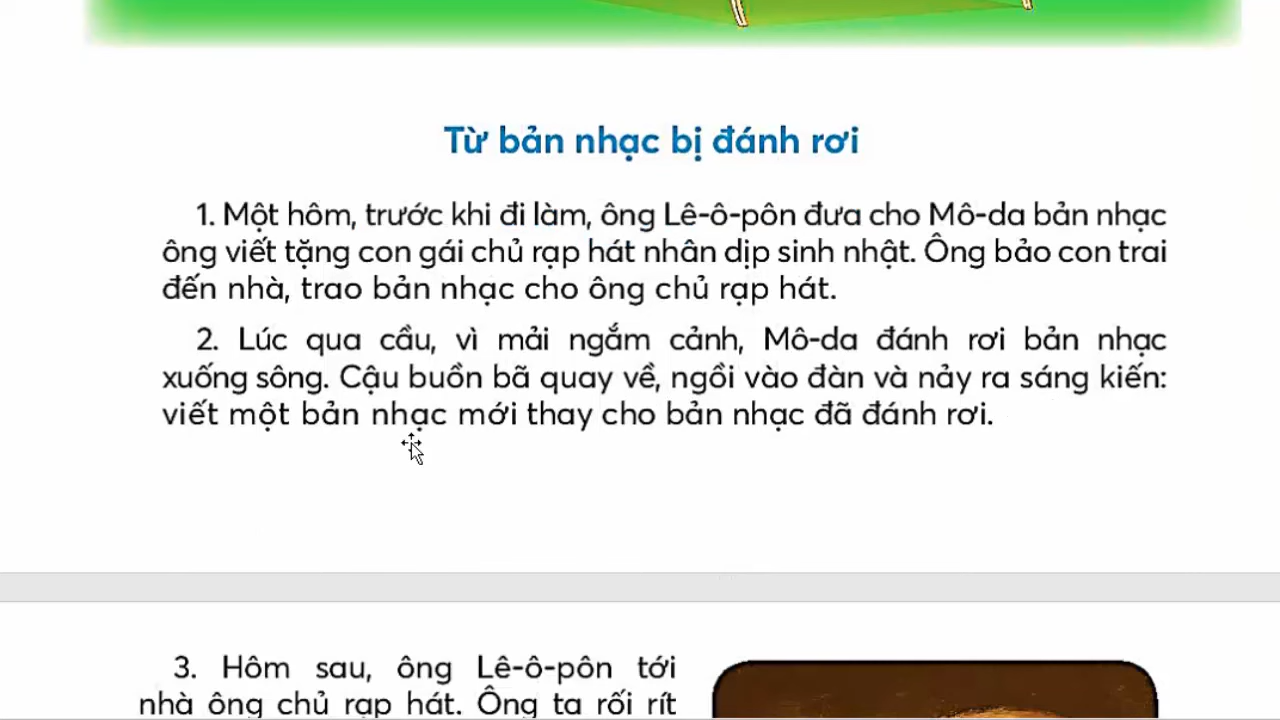 Từ bản nhạc bị đánh rơi
1. Một hôm, trước khi đi làm, ông Lê-ô-pôn đưa cho Mô-da bản nhạc
ông viết tặng con gái chủ rạp hát nhân dịp sinh nhật. Ông bảo con trai
đến nhà, trao bản nhạc cho ông chủ rạp hát.
2. Lúc qua cầu, vì mải ngắm cảnh, Mô-da đánh rơi bản nhạc
xuống sông. Cậu buồn bã quay về, ngồi vào đàn và nảy ra sáng kiến:
viết một bản nhạc mới thay cho bản nhạc đã đánh rơi.
3. Hôm sau, ông Lê-ô-pôn tới
nhà ông chủ rạp hát. Ông ta rối rít